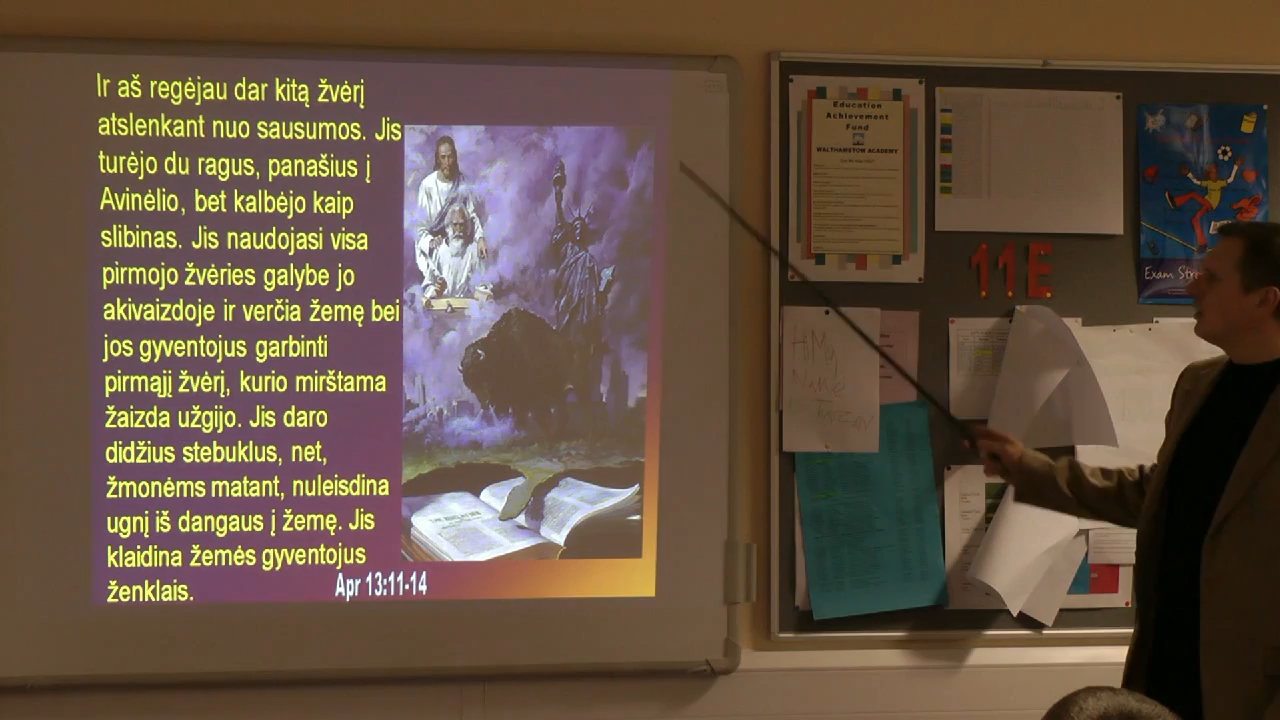 Ir aš regėjau dar kitą žvėrį
atslenkant nuo sausumos. Jis
turėjo du ragus, panašius į
Avinėlio, bet kalbėjo kaip
slibinas. Jis naudojasi visa
pirmojo žvėries galybe jo
akivaizdoje ir verčia žemę bei
jos gyventojus garbinti
pirmąjį žvėrį, kurio mirštama
žaizda užgijo. Jis daro
didžius stebuklus, net,
žmonėms matant, nuleisdina
ugnį iš dangaus į žemę. Jis
klaidina žemės gyventojus
ženklais.
Apr 13:11-14
Education
Achievement
Fund
WALTHAMSTOW ACADEMY
11E
Exam